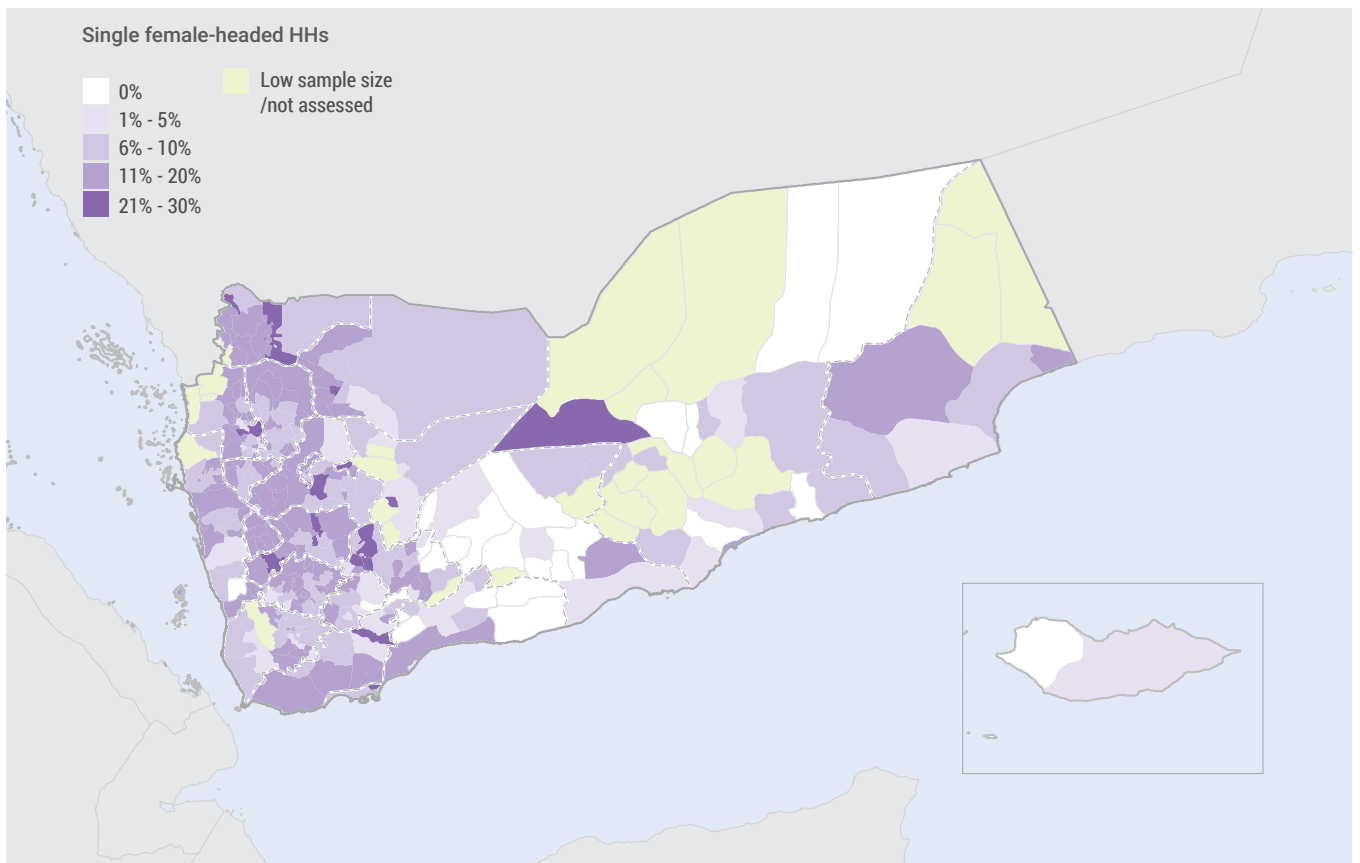 Single female-headed HHs
0%
1% - 5%
6% - 10%
11% - 20%
21% - 30%
Low sample size
/not assessed